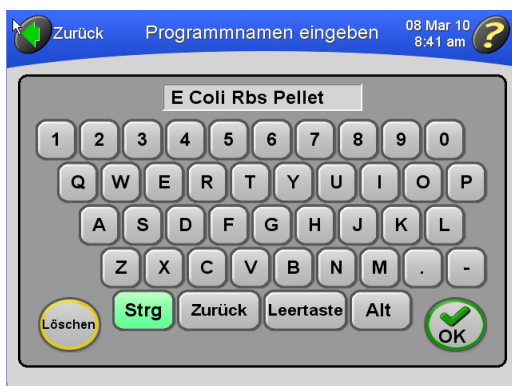 Zurück Programmnamen eingeben 08 Mar 10
8:41 am ?
E Coli Rbs Pellet
1 2 3 4 5 6 7 8 9 0
Q W E R T Y U I O P
A S D F G H J K L
Z X C V B N M . -
Löschen Strg Zurück Leertaste Alt OK